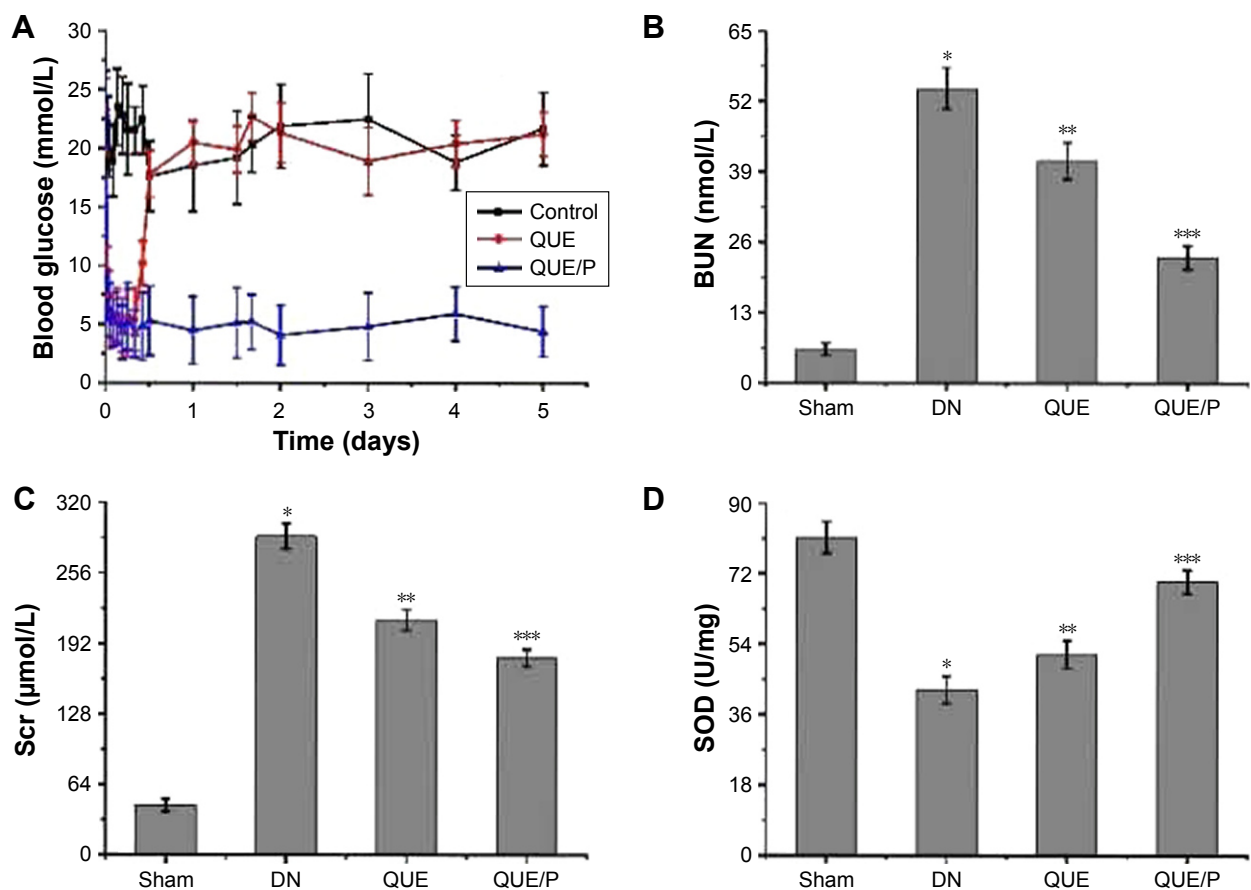 A
30
25
20
15
10
5
0
Blood glucose (mmol/L)
Control
QUE
QUE/P
0 1 2 3 4 5
Time (days)
B
65
52
39
26
13
0
BUN (nmol/L)
*
**
***
Sham DN QUE QUE/P
C
320
256
192
128
64
0
Scr (µmol/L)
*
**
***
Sham DN QUE QUE/P
D
90
72
54
36
18
0
SOD (U/mg)
*
**
***
Sham DN QUE QUE/P